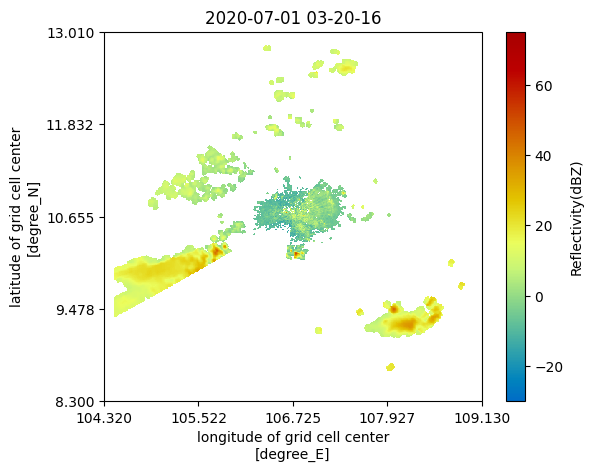 2020-07-01 03-20-16
13.010
11.832
10.655
9.478
8.300
latitude of grid cell center
[degree_N]
104.320 105.522 106.725 107.927 109.130
longitude of grid cell center
[degree_E]
60
40
20
0
−20
Reflectivity(dBZ)